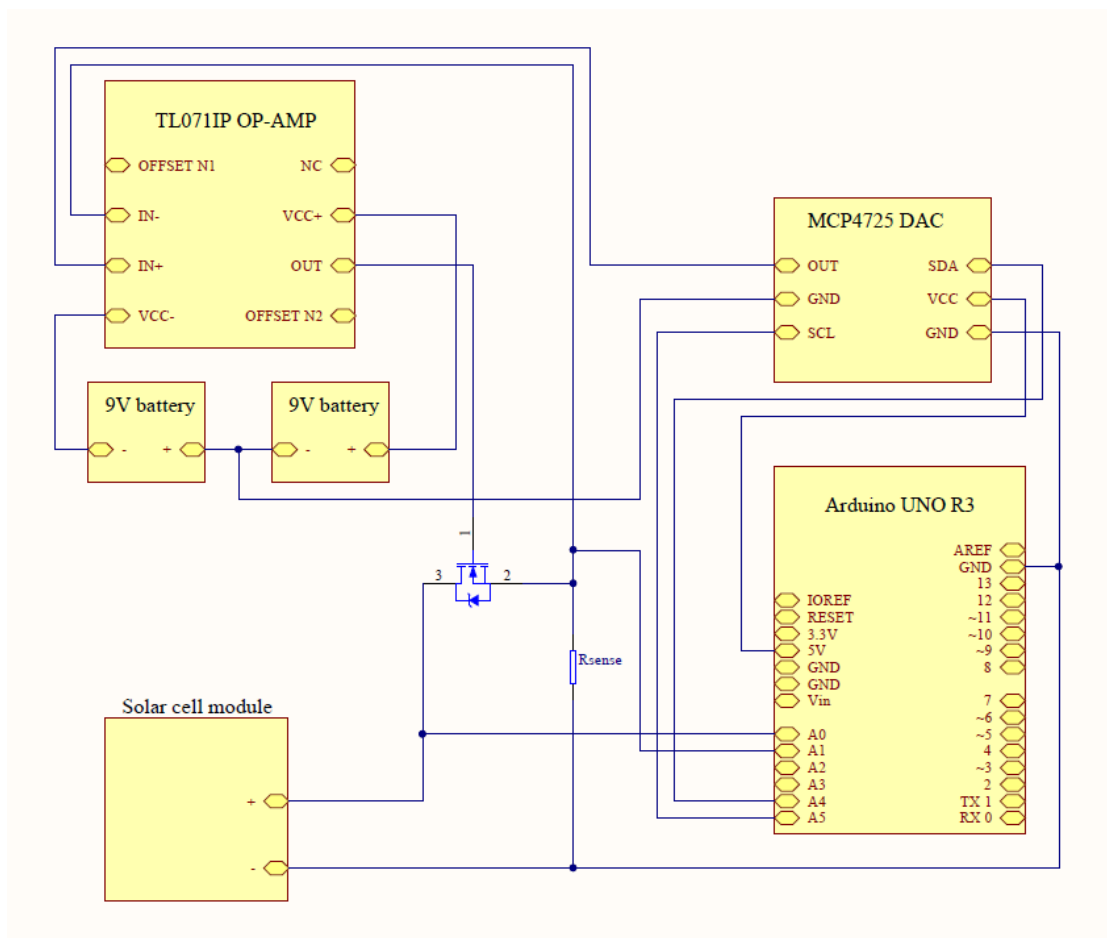 TL071IP OP-AMP
OFFSET N1
NC
IN-
VCC+
IN+
OUT
VCC-
OFFSET N2
9V battery
- +
9V battery
- +
MCP4725 DAC
OUT
SDA
GND
VCC
SCL
GND
1
3
2
Rsense
Solar cell module
+
-
Arduino UNO R3
AREF
GND
13
IOREF
12
RESET
~11
3.3V
~10
5V
~9
GND
8
GND
Vin
7
~6
A0
~5
A1
4
A2
~3
A3
2
A4
TX 1
A5
RX 0